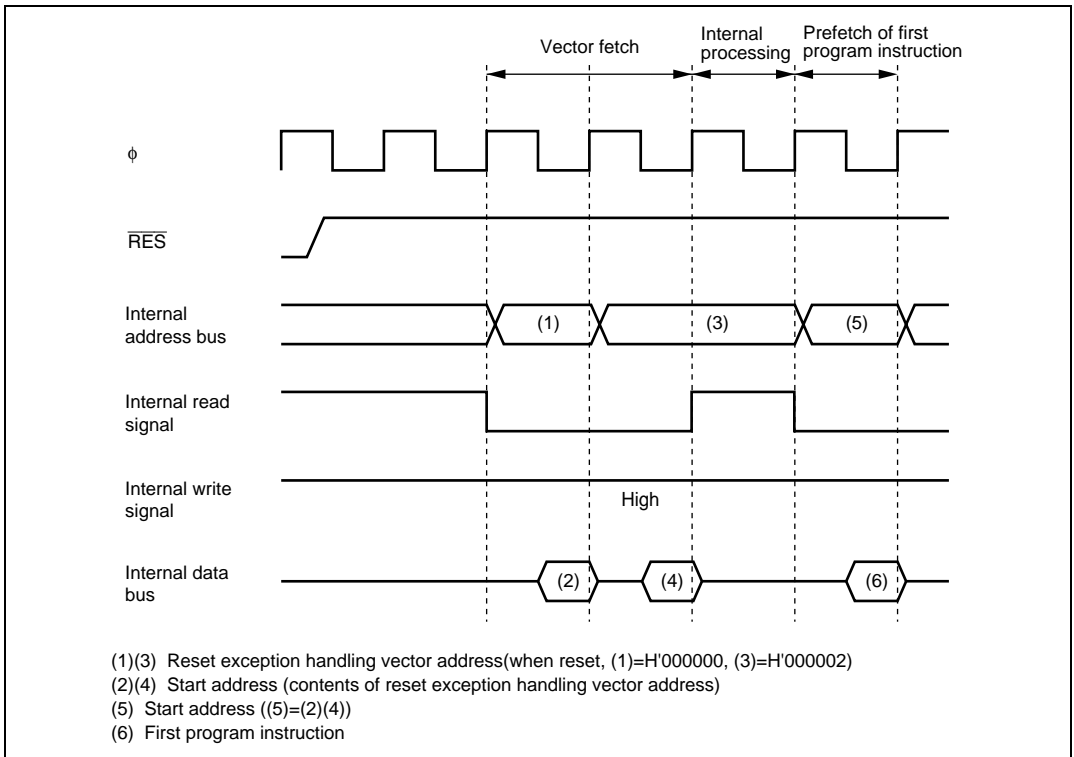 Vector fetch
Internal
processing
Prefetch of first
program instruction
ϕ
RES
Internal
address bus
(1)
(3)
(5)
Internal read
signal
Internal write
signal
High
Internal data
bus
(2)
(4)
(6)
(1)(3) Reset exception handling vector address(when reset, (1)=H'000000, (3)=H'000002)
(2)(4) Start address (contents of reset exception handling vector address)
(5) Start address ((5)=(2)(4))
(6) First program instruction